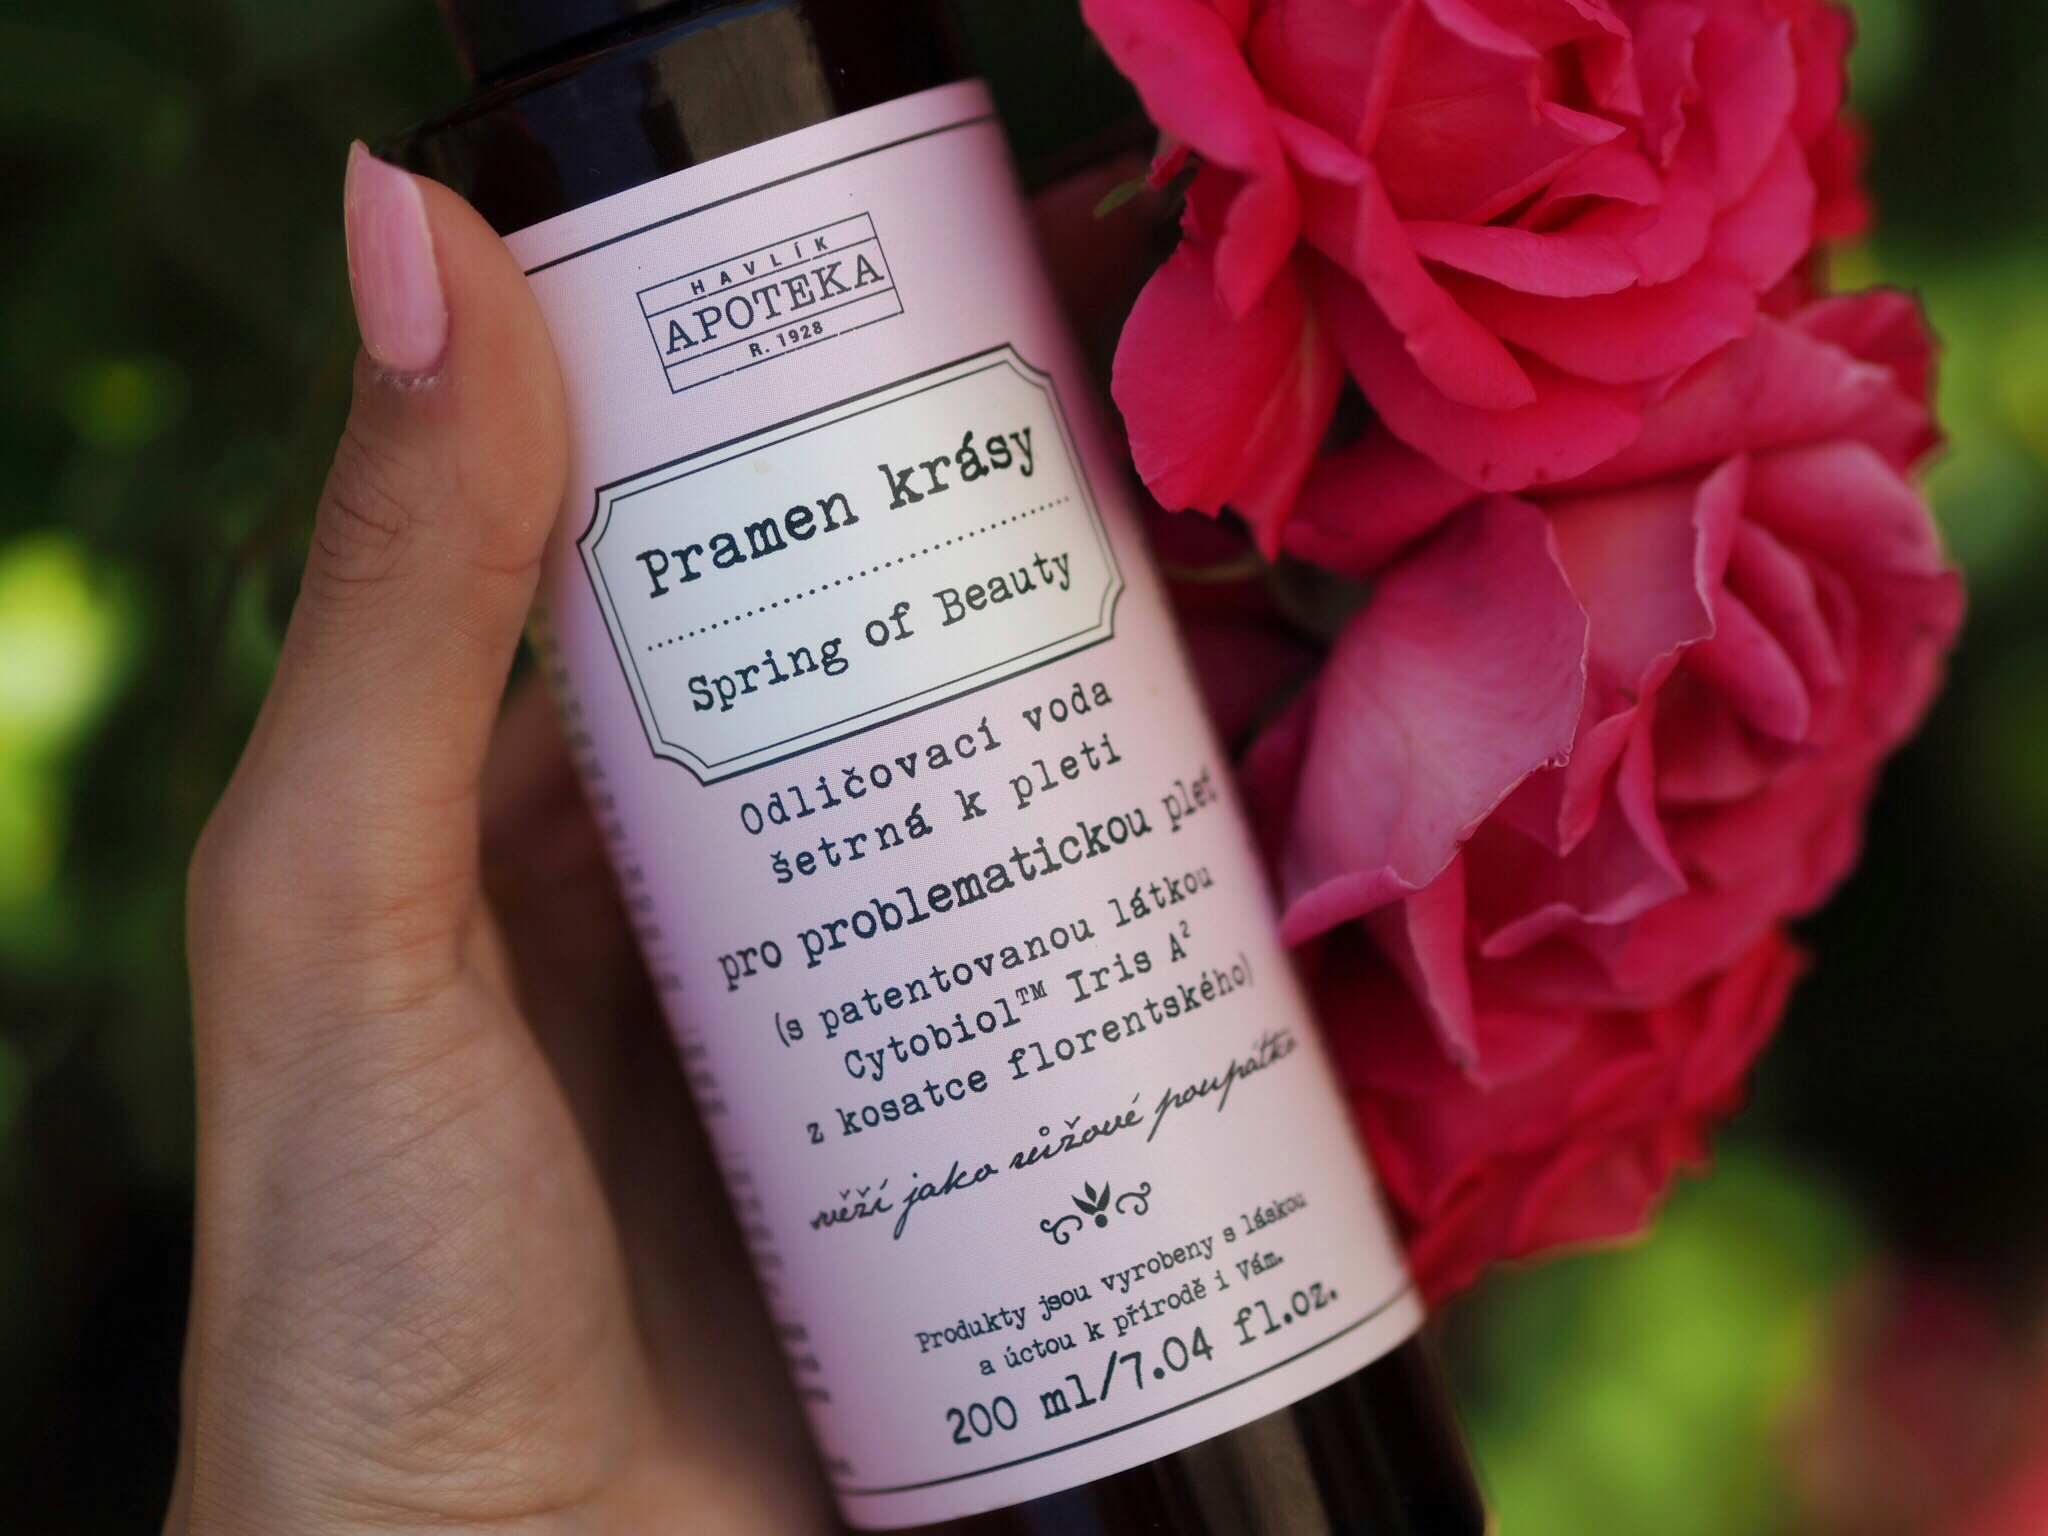 HAVLÍK
APOTEKA
R. 1928
Pramen krásy
Spring of Beauty
Odličovací voda
šetrná k pleti
pro problematickou pleť
(s patentovanou látkou
Cytobiol™ Iris A²
z kosatce florentského)
svěží jako růžové poupátko
Produkty jsou vyrobeny s láskou
a úctou k přírodě i Vám.
200 ml/7.04 fl.oz.